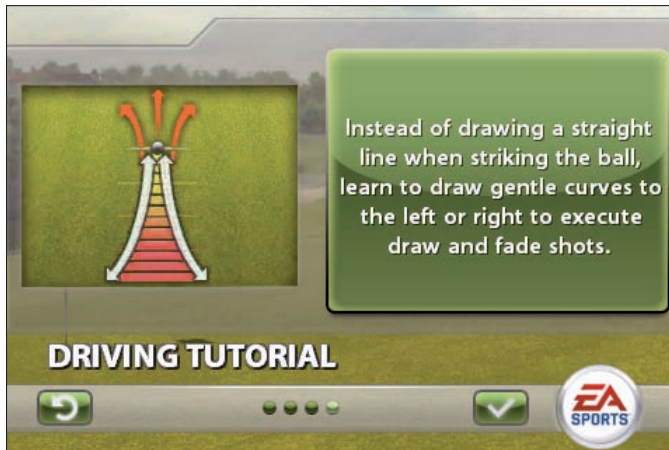 Instead of drawing a straight
line when striking the ball,
learn to draw gentle curves to
the left or right to execute
draw and fade shots.
DRIVING TUTORIAL
EA
SPORTS